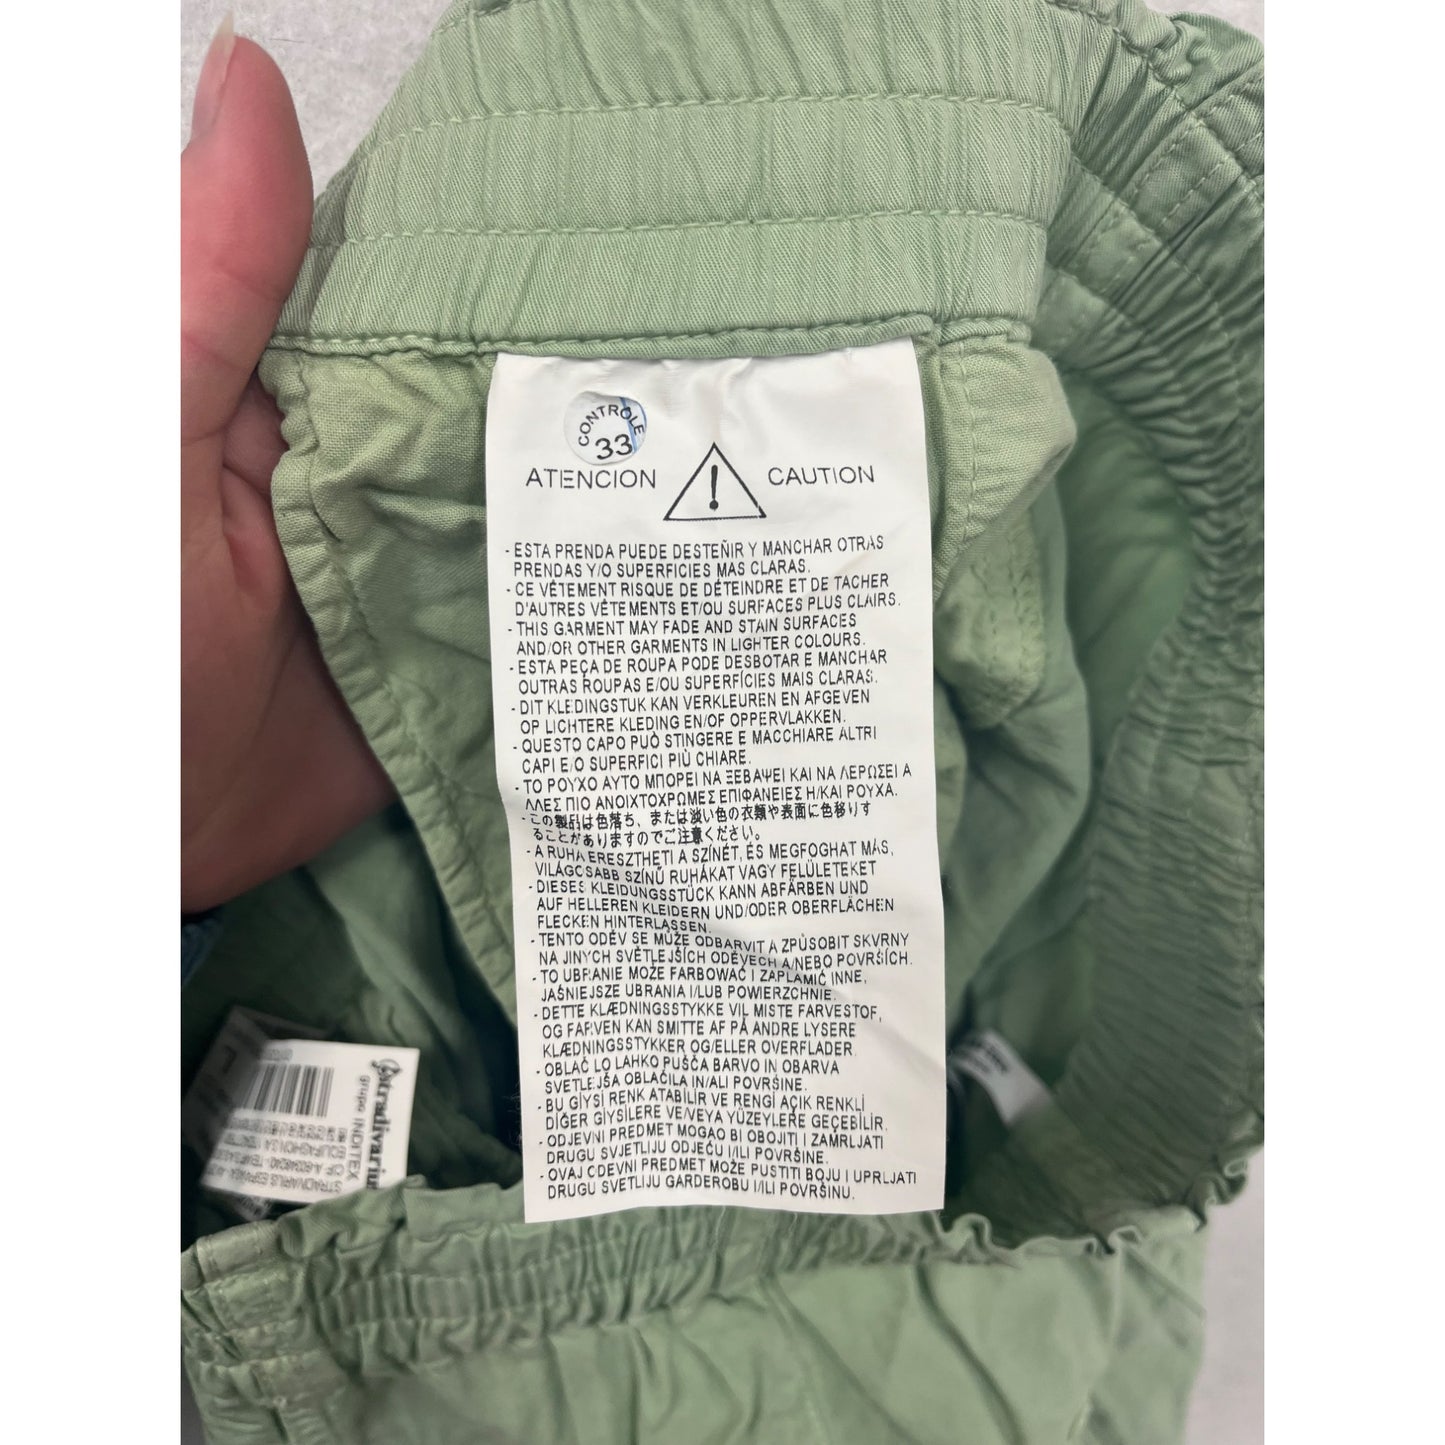 CONTROLE
33
ATENCION
CAUTION
- ESTA PRENDA PUEDE DESTEÑIR Y MANCHAR OTRAS
PRENDAS Y/O SUPERFICIES MAS CLARAS.
- CE VÊTEMENT RISQUE DE DÉTEINDRE ET DE TACHER
D'AUTRES VÊTEMENTS ET/OU SURFACES PLUS CLAIRS.
- THIS GARMENT MAY FADE AND STAIN SURFACES
AND/OR OTHER GARMENTS IN LIGHTER COLOURS.
- ESTA PEÇA DE ROUPA PODE DESBOTAR E MANCHAR
OUTRAS ROUPAS E/OU SUPERFÍCIES MAIS CLARAS.
- DIT KLEDINGSTUK KAN VERKLEUREN EN AFGEVEN
OP LICHTERE KLEDING EN/OF OPPERVLAKKEN.
- QUESTO CAPO PUÒ STINGERE E MACCHIARE ALTRI
CAPI E/O SUPERFICI PIÙ CHIARE.
- ΤΟ ΡΟΥΧΟ ΑΥΤΟ ΜΠΟΡΕΙ ΝΑ ΞΕΒΑΨΕΙ ΚΑΙ ΝΑ ΛΕΡΩΣΕΙ Α
ΛΛΕΣ ΠΙΟ ΑΝΟΙΧΤΟΧΡΩΜΕΣ ΕΠΙΦΑΝΕΙΕΣ Η/ΚΑΙ ΡΟΥΧΑ.
- この製品は色落ち、または淡い色の衣類や表面に色移りす
ることがありますのでご注意ください。
- A RUHA ERESZTHETI A SZÍNÉT, ÉS MEGFOGHAT MÁS,
VILÁGOSABB SZÍNŰ RUHÁKAT VAGY FELÜLETEKET
- DIESES KLEIDUNGSSTÜCK KANN ABFÄRBEN UND
AUF HELLEREN KLEIDERN UND/ODER OBERFLÄCHEN
FLECKEN HINTERLASSEN.
- TENTO ODĚV SE MŮŽE ODBARVIT A ZPŮSOBIT SKVRNY
NA JINÝCH SVĚTLEJŠÍCH ODĚVECH A/NEBO POVRŠÍCH.
- TO UBRANIE MOŻE FARBOWAĆ I ZAPLAMIĆ INNE,
JAŚNIEJSZE UBRANIA I/LUB POWIERZCHNIE.
- DETTE KLÆDNINGSSTYKKE VIL MISTE FARVESTOF,
OG FARVEN KAN SMITTE AF PÅ ANDRE LYSERE
KLÆDNINGSSTYKKER OG/ELLER OVERFLADER.
- OBLAČILO LAHKO PUŠČA BARVO IN OBARVA
SVETLEJŠA OBLAČILA IN/ALI POVRŠINE.
- BU GİYSİ RENK ATABİLİR VE RENGİ AÇIK RENKLİ
DİĞER GİYSİLERE VE/VEYA YÜZEYLERE GEÇEBİLİR.
- ODJEVNI PREDMET MOGAO BI OBOJITI I ZAMRLJATI
DRUGU SVJETLIJU ODJEĆU I/ILI POVRŠINE.
- OVAJ ODEVNI PREDMET MOŽE PUSTITI BOJU I UPRLJATI
DRUGU SVETLIJU GARDEROBU I/ILI POVRŠINU.
L
Stradivarius
grupo INDITEX
STRADIVARIUS ESPAÑA